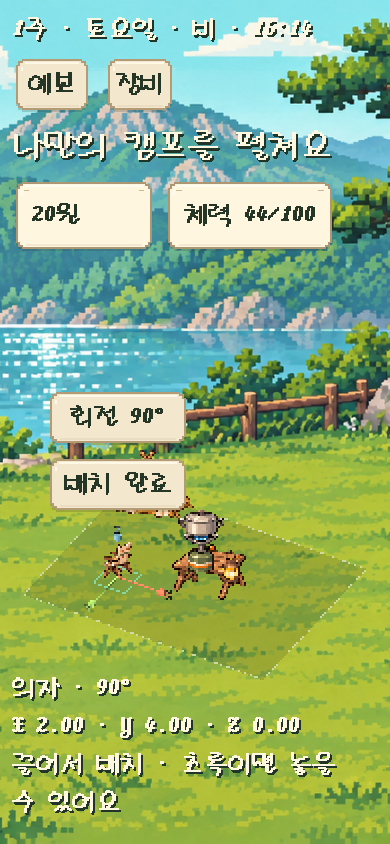 1주 · 토요일 · 비 · 16:14
예보 장비
나만의 캠프를 펼쳐요
20원 체력 44/100
회전 90°
배치 완료
의자 · 90°
X 2.00 · Y 4.00 · Z 0.00
끌어서 배치 · 초록이면 놓을
수 있어요